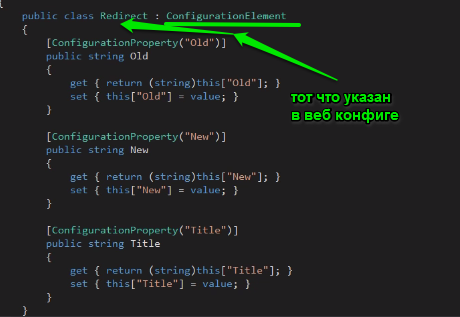 {
public class Redirect : ConfigurationElement
{
[ConfigurationProperty("Old")]
public string Old
{
get { return (string)this["Old"]; }
set { this["Old"] = value; }
}
[ConfigurationProperty("New")]
public string New
{
get { return (string)this["New"]; }
set { this["New"] = value; }
}
[ConfigurationProperty("Title")]
public string Title
{
get { return (string)this["Title"]; }
set { this["Title"] = value; }
}
}
тот что указан
в веб конфиге